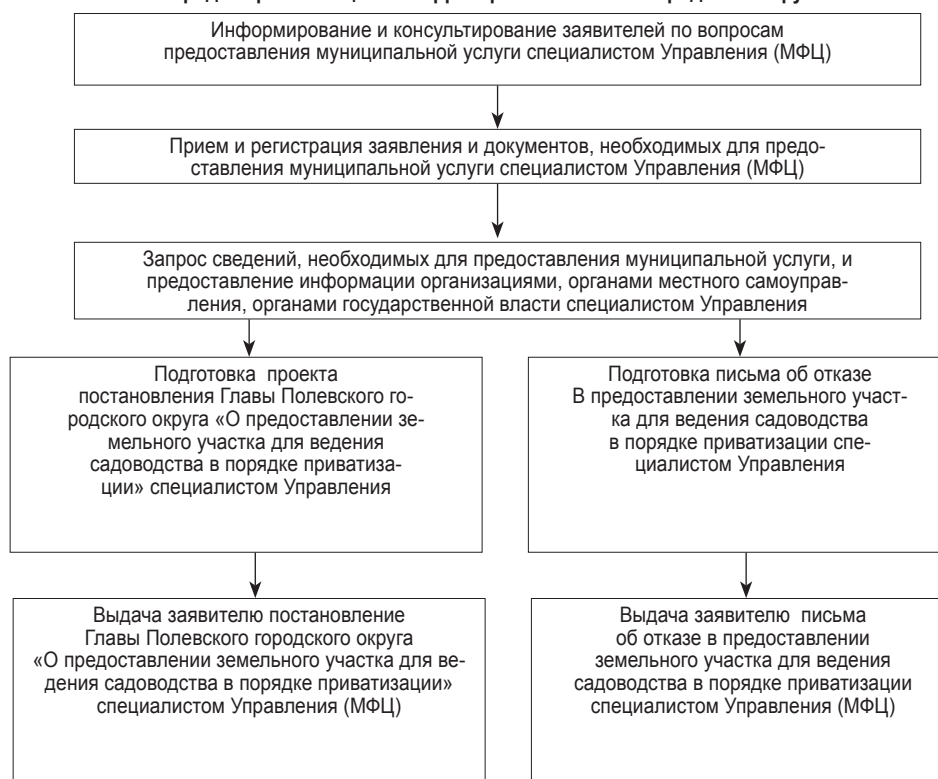 Информирование и консультирование заявителей по вопросам
предоставления муниципальной услуги специалистом Управления (МФЦ)
Прием и регистрация заявления и документов, необходимых для предо-
ставления муниципальной услуги специалистом Управления (МФЦ)
Запрос сведений, необходимых для предоставления муниципальной услуги, и
предоставление информации организациями, органами местного самоуправ-
ления, органами государственной власти специалистом Управления
Подготовка проекта
постановления Главы Полевского го-
родского округа «О предоставлении зе-
мельного участка для ведения
садоводства в порядке приватиза-
ции» специалистом Управления
Подготовка письма об отказе
В предоставлении земельного участ-
ка для ведения садоводства
в порядке приватизации спе-
циалистом Управления
Выдача заявителю постановление
Главы Полевского городского округа
«О предоставлении земельного участка для ве-
дения садоводства в порядке приватизации»
специалистом Управления (МФЦ)
Выдача заявителю письма
об отказе в предоставлении
земельного участка для ведения
садоводства в порядке приватизации
специалистом Управления (МФЦ)